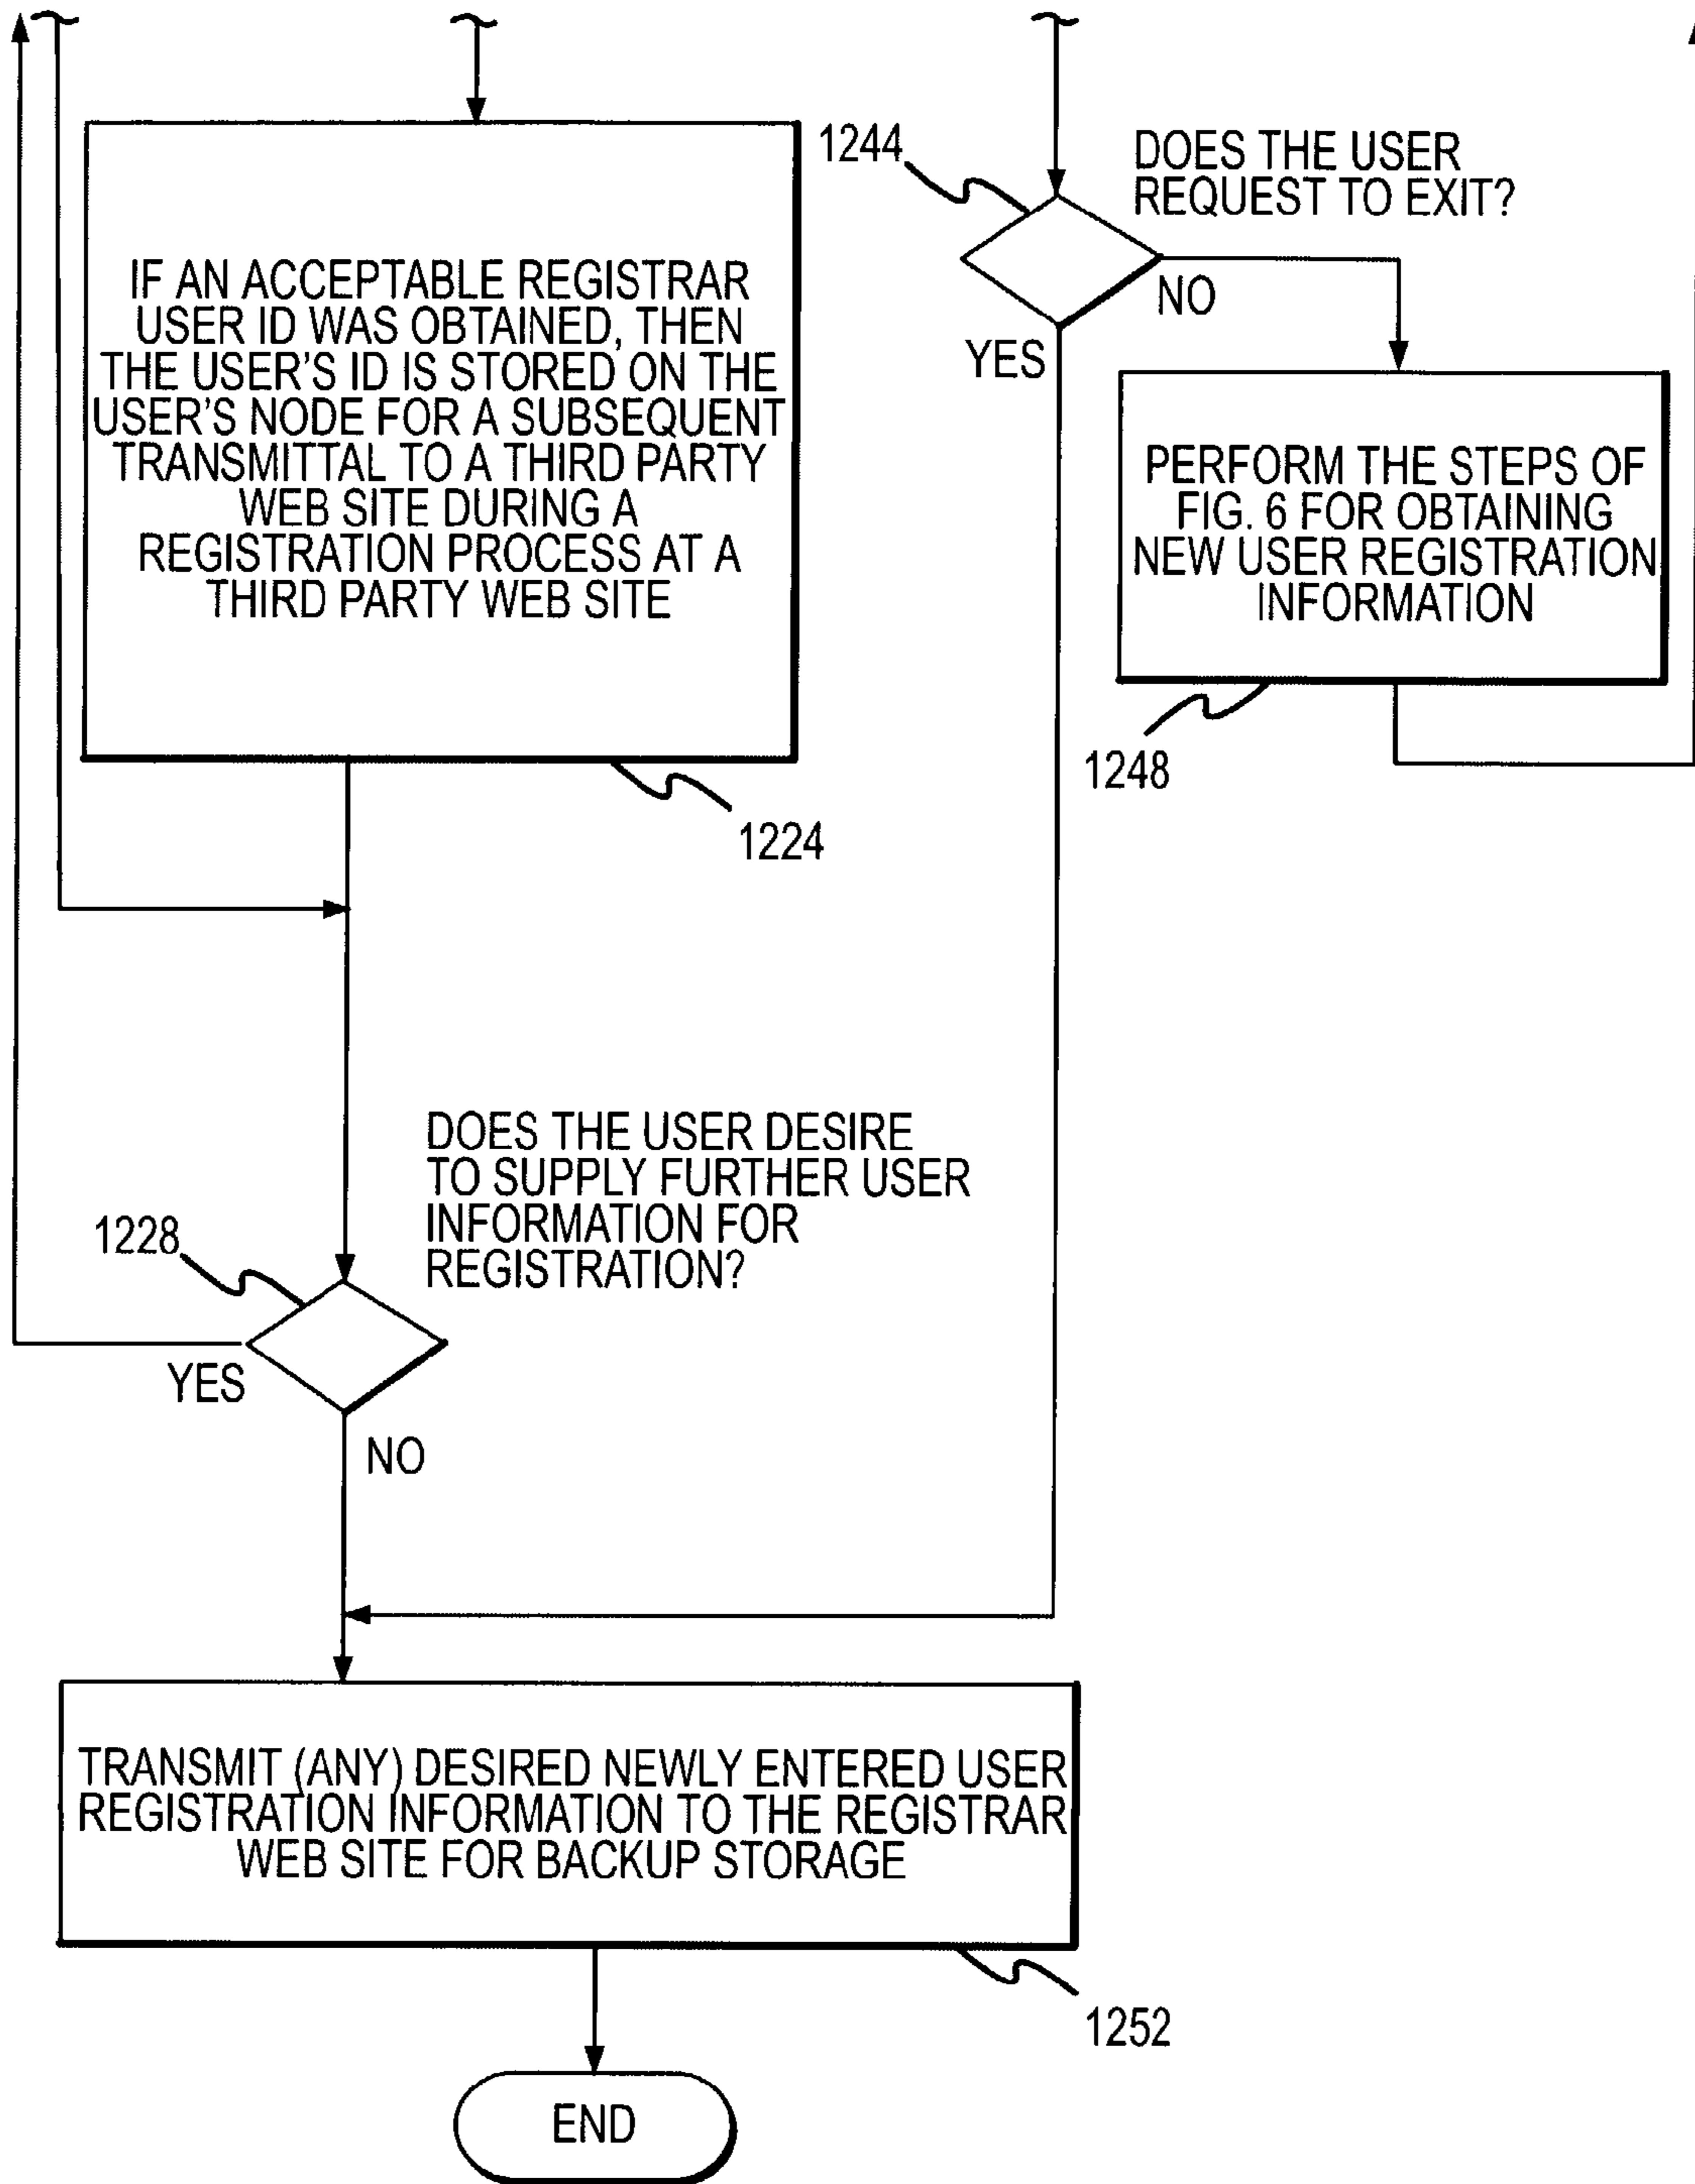 1244
DOES THE USER
REQUEST TO EXIT?
IF AN ACCEPTABLE REGISTRAR
USER ID WAS OBTAINED, THEN
THE USER'S ID IS STORED ON THE
USER'S NODE FOR A SUBSEQUENT
TRANSMITTAL TO A THIRD PARTY
WEB SITE DURING A
REGISTRATION PROCESS AT A
THIRD PARTY WEB SITE
NO
YES
PERFORM THE STEPS OF
FIG. 6 FOR OBTAINING
NEW USER REGISTRATION
INFORMATION
1248
1224
DOES THE USER DESIRE
TO SUPPLY FURTHER USER
INFORMATION FOR
REGISTRATION?
1228
YES
NO
TRANSMIT (ANY) DESIRED NEWLY ENTERED USER
REGISTRATION INFORMATION TO THE REGISTRAR
WEB SITE FOR BACKUP STORAGE
1252
END